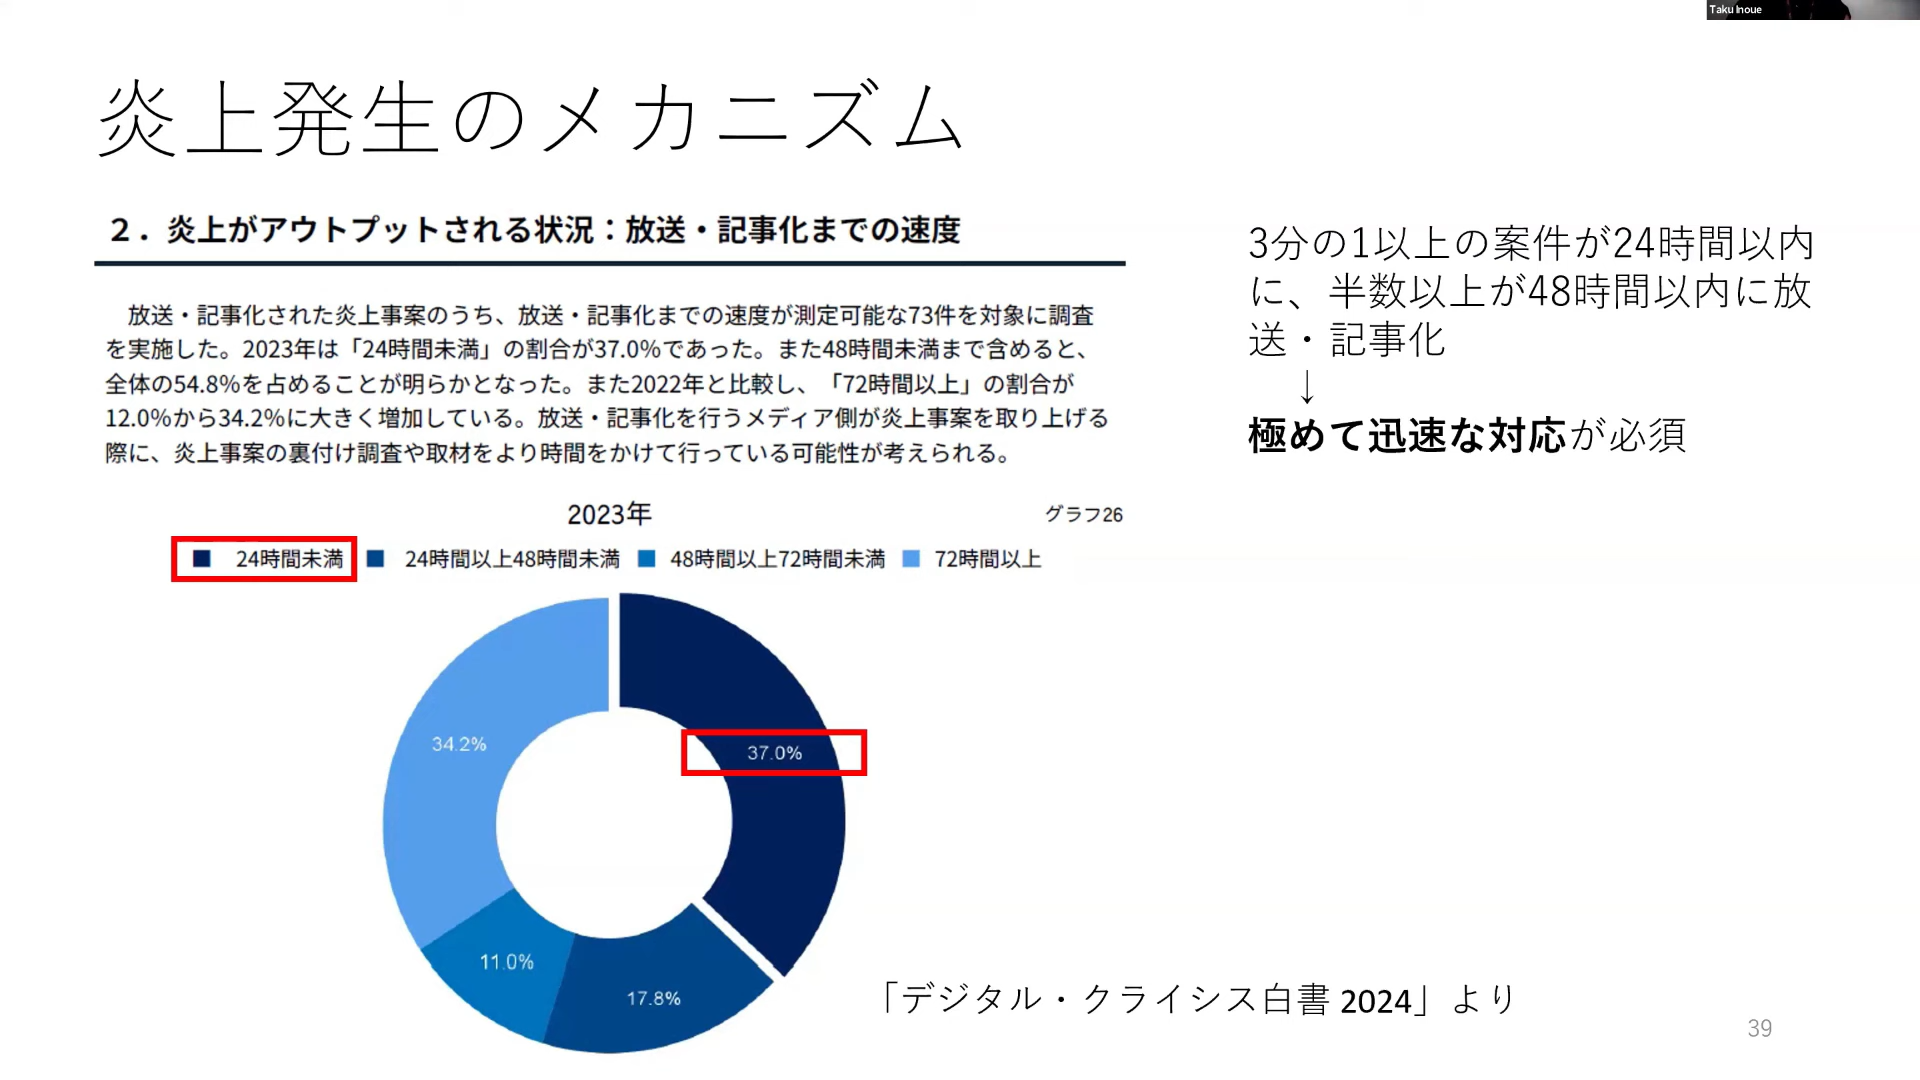 Taku Inoue
炎上発生のメカニズム
２．炎上がアウトプットされる状況：放送・記事化までの速度
放送・記事化された炎上事案のうち、放送・記事化までの速度が測定可能な73件を対象に調査
を実施した。2023年は「24時間未満」の割合が37.0%であった。また48時間未満まで含めると、
全体の54.8%を占めることが明らかとなった。また2022年と比較し、「72時間以上」の割合が
12.0%から34.2%に大きく増加している。放送・記事化を行うメディア側が炎上事案を取り上げる
際に、炎上事案の裏付け調査や取材をより時間をかけて行っている可能性が考えられる。
2023年
グラフ26
24時間未満 24時間以上48時間未満 48時間以上72時間未満 72時間以上
34.2%
37.0%
11.0%
17.8%
3分の1以上の案件が24時間以内
に、半数以上が48時間以内に放
送・記事化
↓
極めて迅速な対応が必須
「デジタル・クライシス白書 2024」より
39